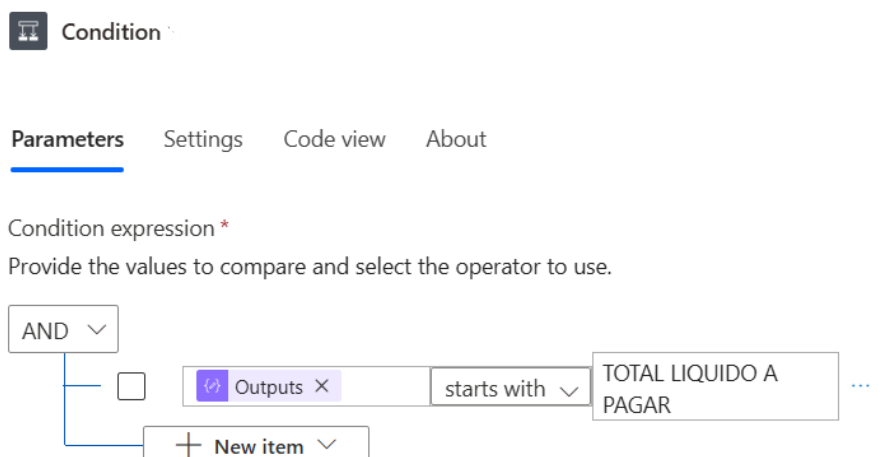 Condition
Parameters Settings Code view About
Condition expression *
Provide the values to compare and select the operator to use.
AND
Outputs starts with TOTAL LIQUIDO A
PAGAR
New item